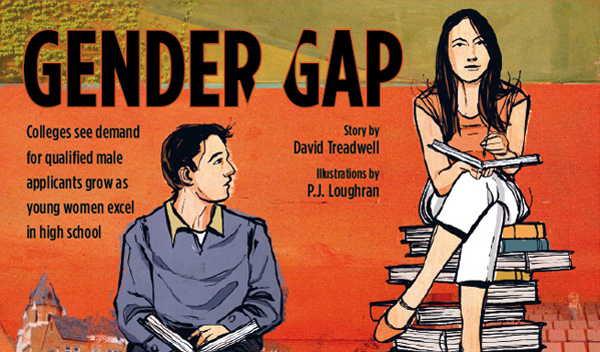 GENDER GAP
Colleges see demand
for qualified male
applicants grow as
young women excel
in high school
Story by
David Treadwell
Illustrations by
P.J. Loughran